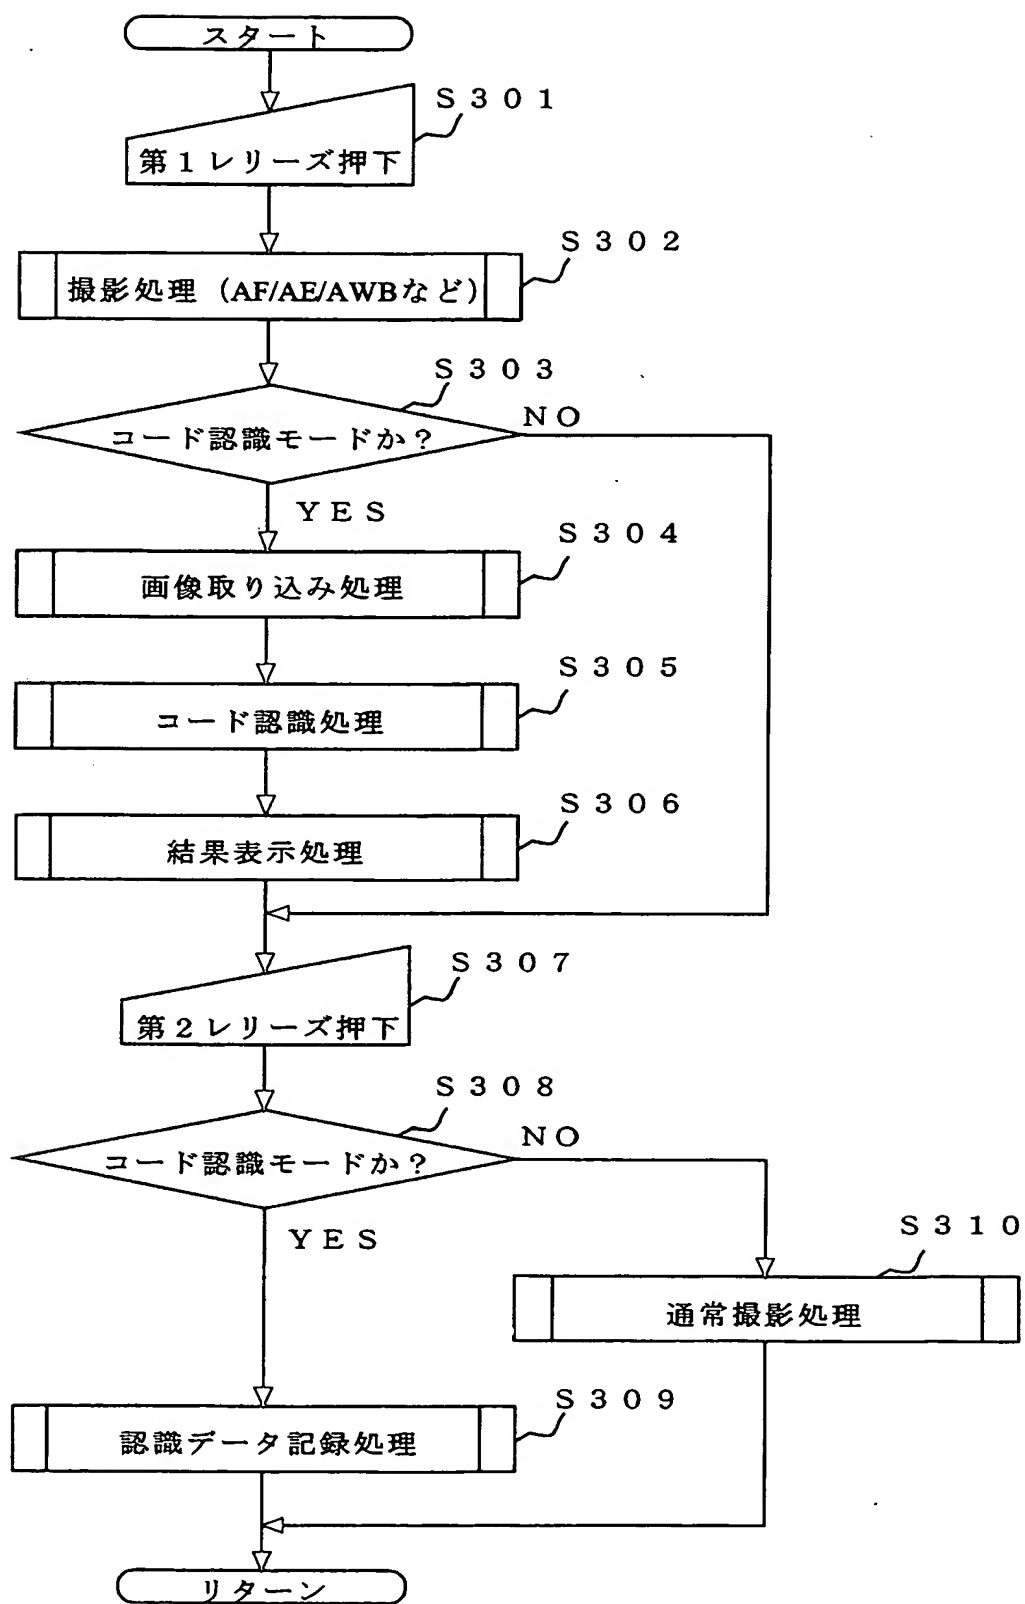 スタート
S301
第1レリーズ押下
S302
撮影処理(AF/AE/AWBなど)
S303
コード認識モードか?
NO
YES
S304
画像取り込み処理
S305
コード認識処理
S306
結果表示処理
S307
第2レリーズ押下
S308
コード認識モードか?
NO
YES
S310
通常撮影処理
S309
認識データ記録処理
リターン